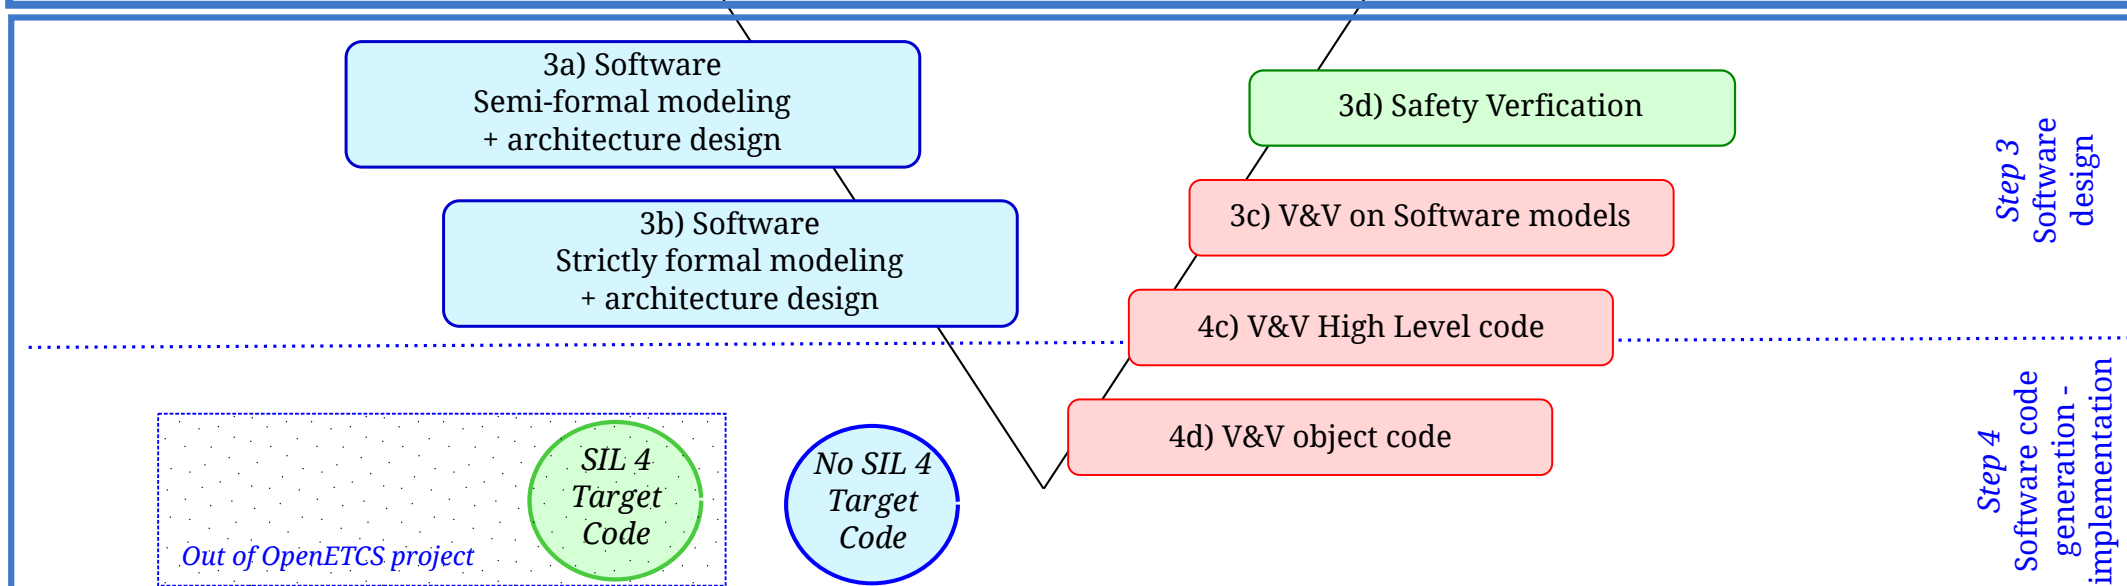 3a) Software
Semi-formal modeling
+ architecture design
3d) Safety Verfication
3b) Software
Strictly formal modeling
+ architecture design
3c) V&V on Software models
4c) V&V High Level code
4d) V&V object code
Step 3
Software
design
SIL 4
Target
Code
Out of OpenETCS project
No SIL 4
Target
Code
Step 4
Software code
generation -
implementation